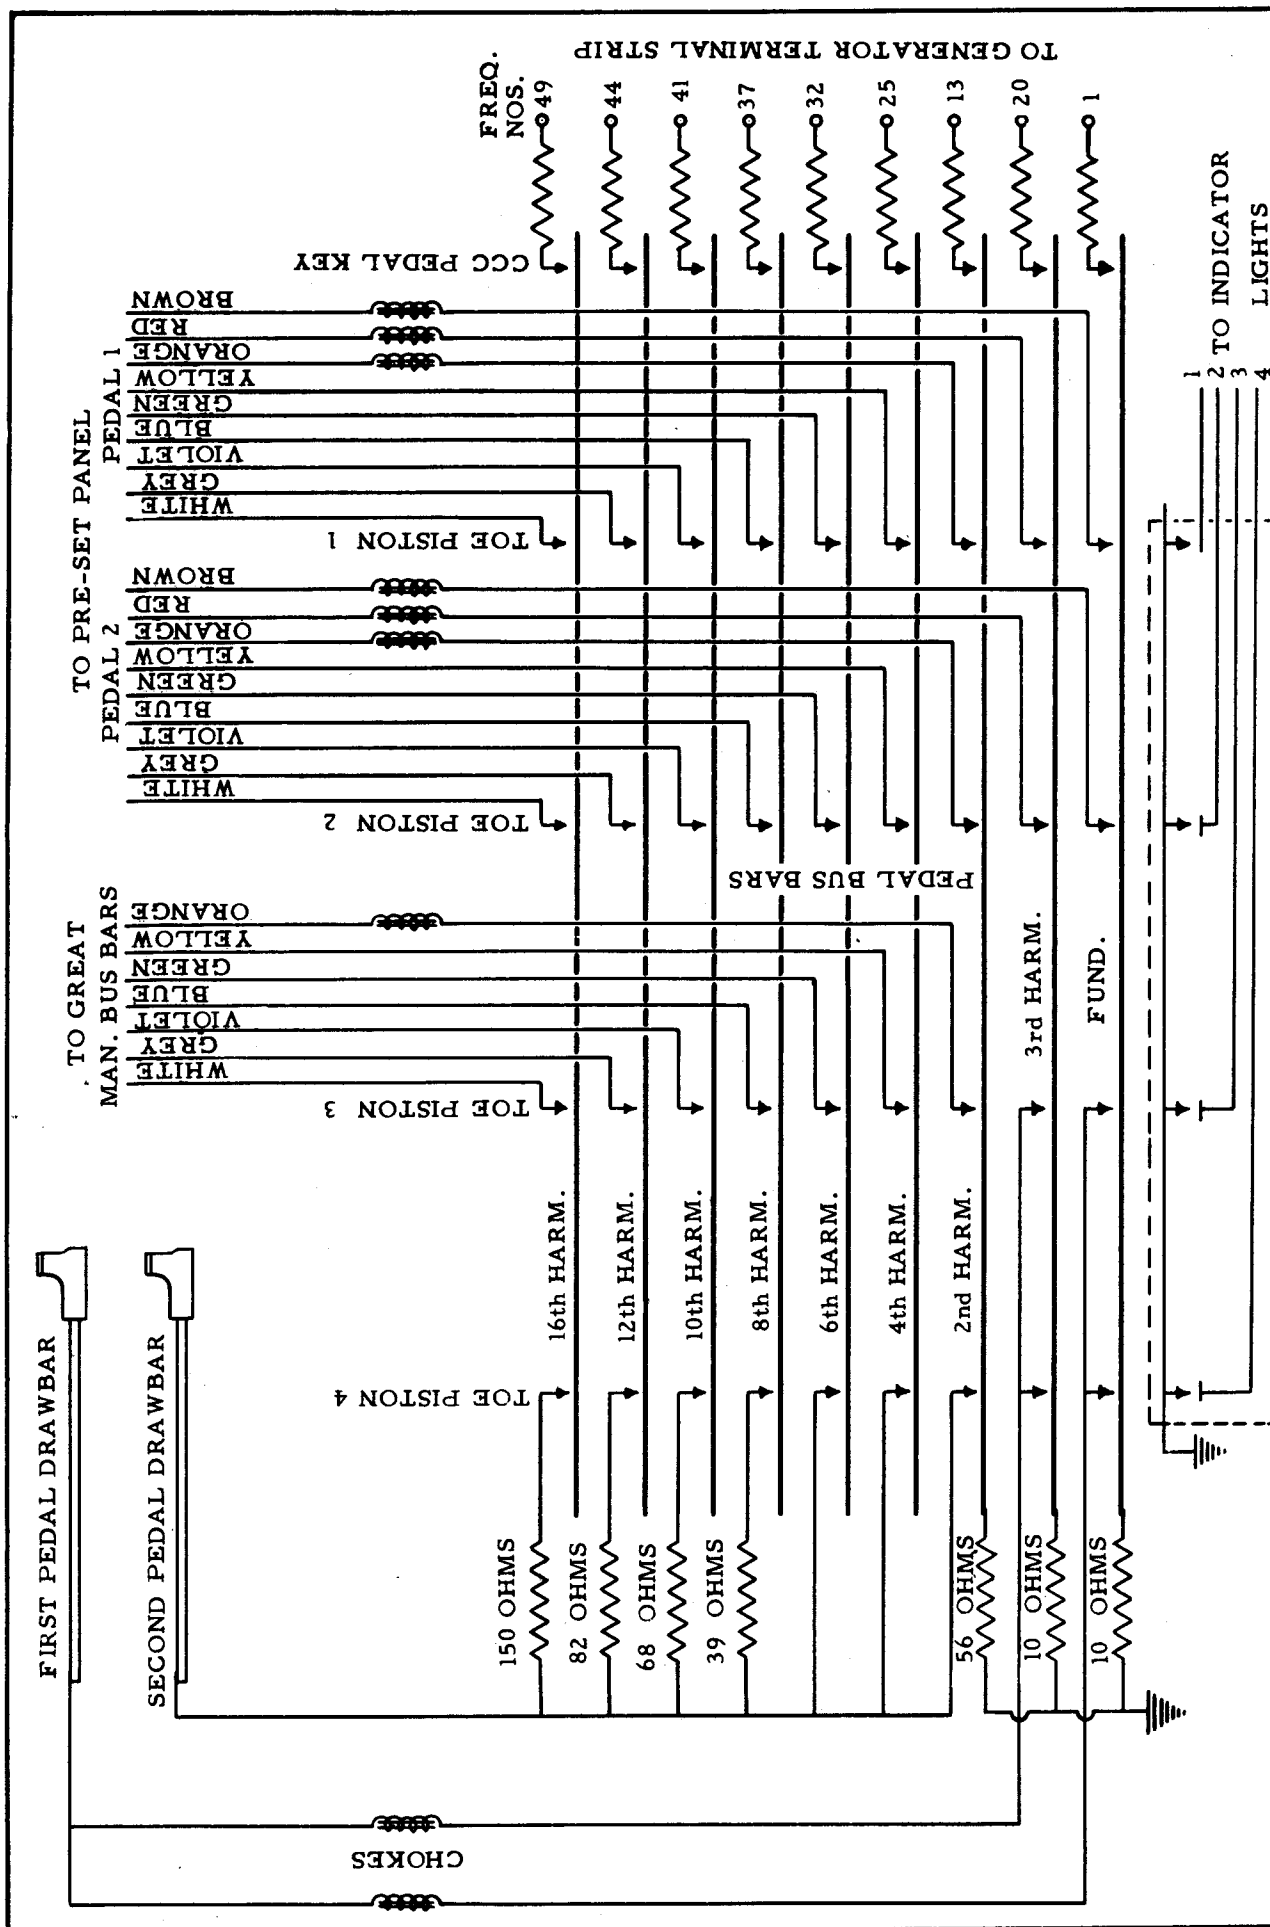 FIRST PEDAL DRAWBAR
SECOND PEDAL DRAWBAR
CHOKES
TO GREAT
MAN. BUS BARS
WHITE
GREY
VIOLET
BLUE
GREEN
YELLOW
ORANGE
TO PRE-SET PANEL
PEDAL 2
WHITE
GREY
VIOLET
BLUE
GREEN
YELLOW
ORANGE
RED
BROWN
PEDAL 1
WHITE
GREY
VIOLET
BLUE
GREEN
YELLOW
ORANGE
RED
BROWN
TOE PISTON 4
TOE PISTON 3
TOE PISTON 2
TOE PISTON 1
CCC PEDAL KEY
FREQ.
NOS.
49
44
41
37
32
25
13
20
1
TO GENERATOR TERMINAL STRIP
150 OHMS
82 OHMS
68 OHMS
39 OHMS
56 OHMS
10 OHMS
10 OHMS
16th HARM.
12th HARM.
10th HARM.
8th HARM.
6th HARM.
4th HARM.
2nd HARM.
3rd HARM.
FUND.
PEDAL BUS BARS
1
2 TO INDICATOR
3
4 LIGHTS